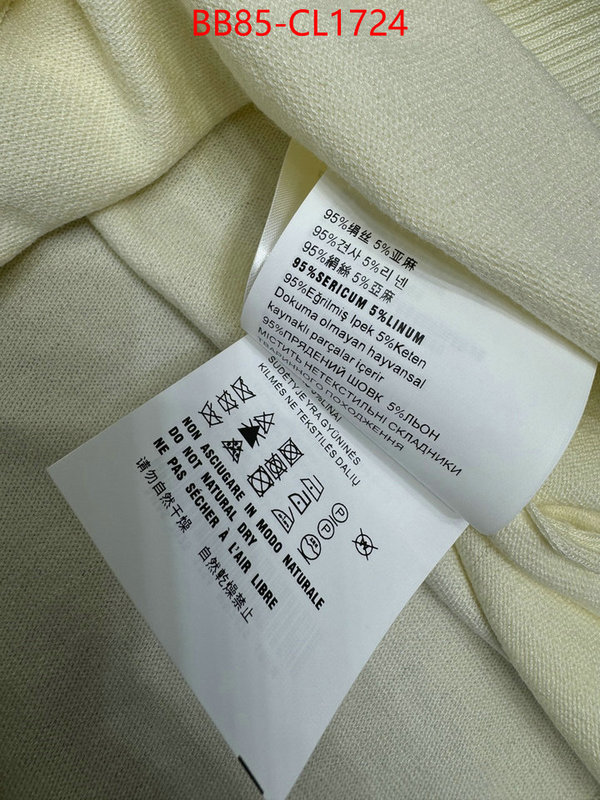 BB85-CL1724
95%绢丝 5%亚麻
95%견사 5%리넨
95%絹絲 5%亞麻
95%SERICUM 5%LINUM
95%Eğrilmiş Ipek 5%Keten
Dokuma olmayan hayvansal
kaynaklı parçalar içerir
95%ПРЯДЕНИЙ ШОВК 5%ЛЬОН
МІСТИТЬ НЕТЕКСТИЛЬНІ СКЛАДНИКИ
ТВАРИННОГО ПОХОДЖЕННЯ
SUDĖTYJE YRA GYVŪNINĖS
KILMĖS NE TEKSTILĖS DALIŲ
P
P
NON ASCIUGARE IN MODO NATURALE
DO NOT NATURAL DRY
NE PAS SÉCHER A L'AIR LIBRE
请勿自然干燥 自然乾燥禁止